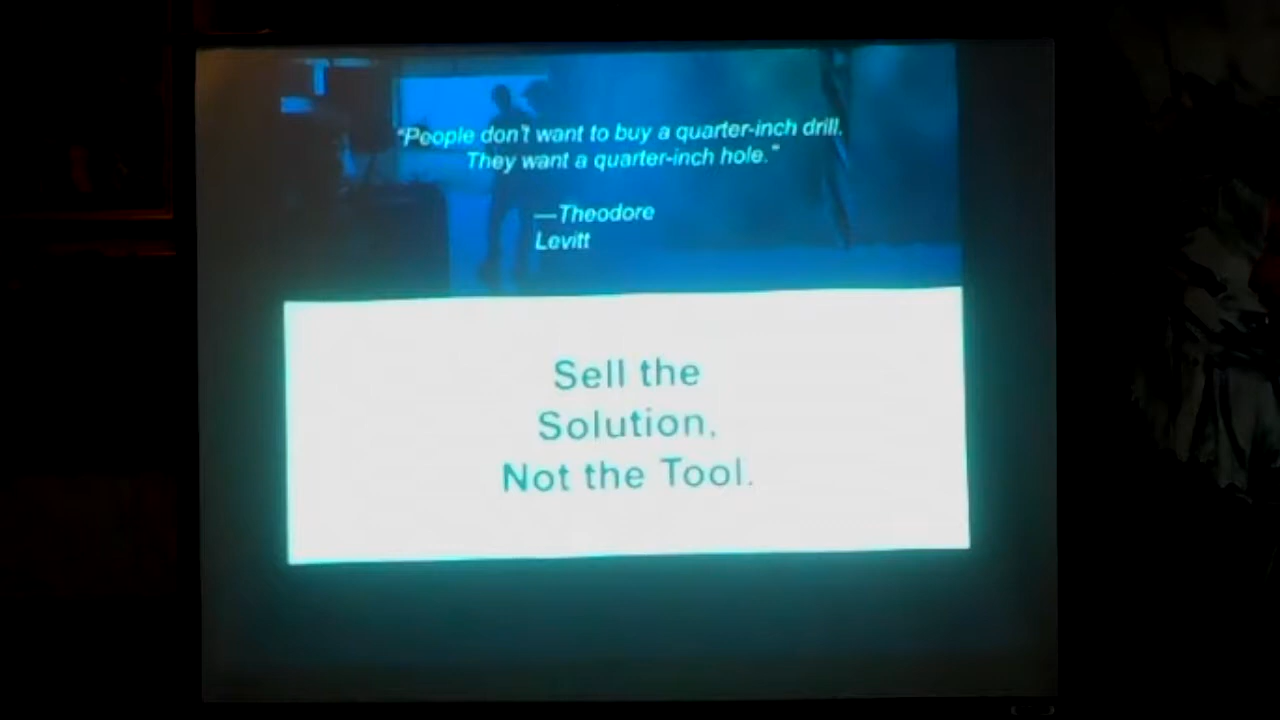 “People don't want to buy a quarter-inch drill.
They want a quarter-inch hole.”
—Theodore
Levitt
Sell the
Solution,
Not the Tool.